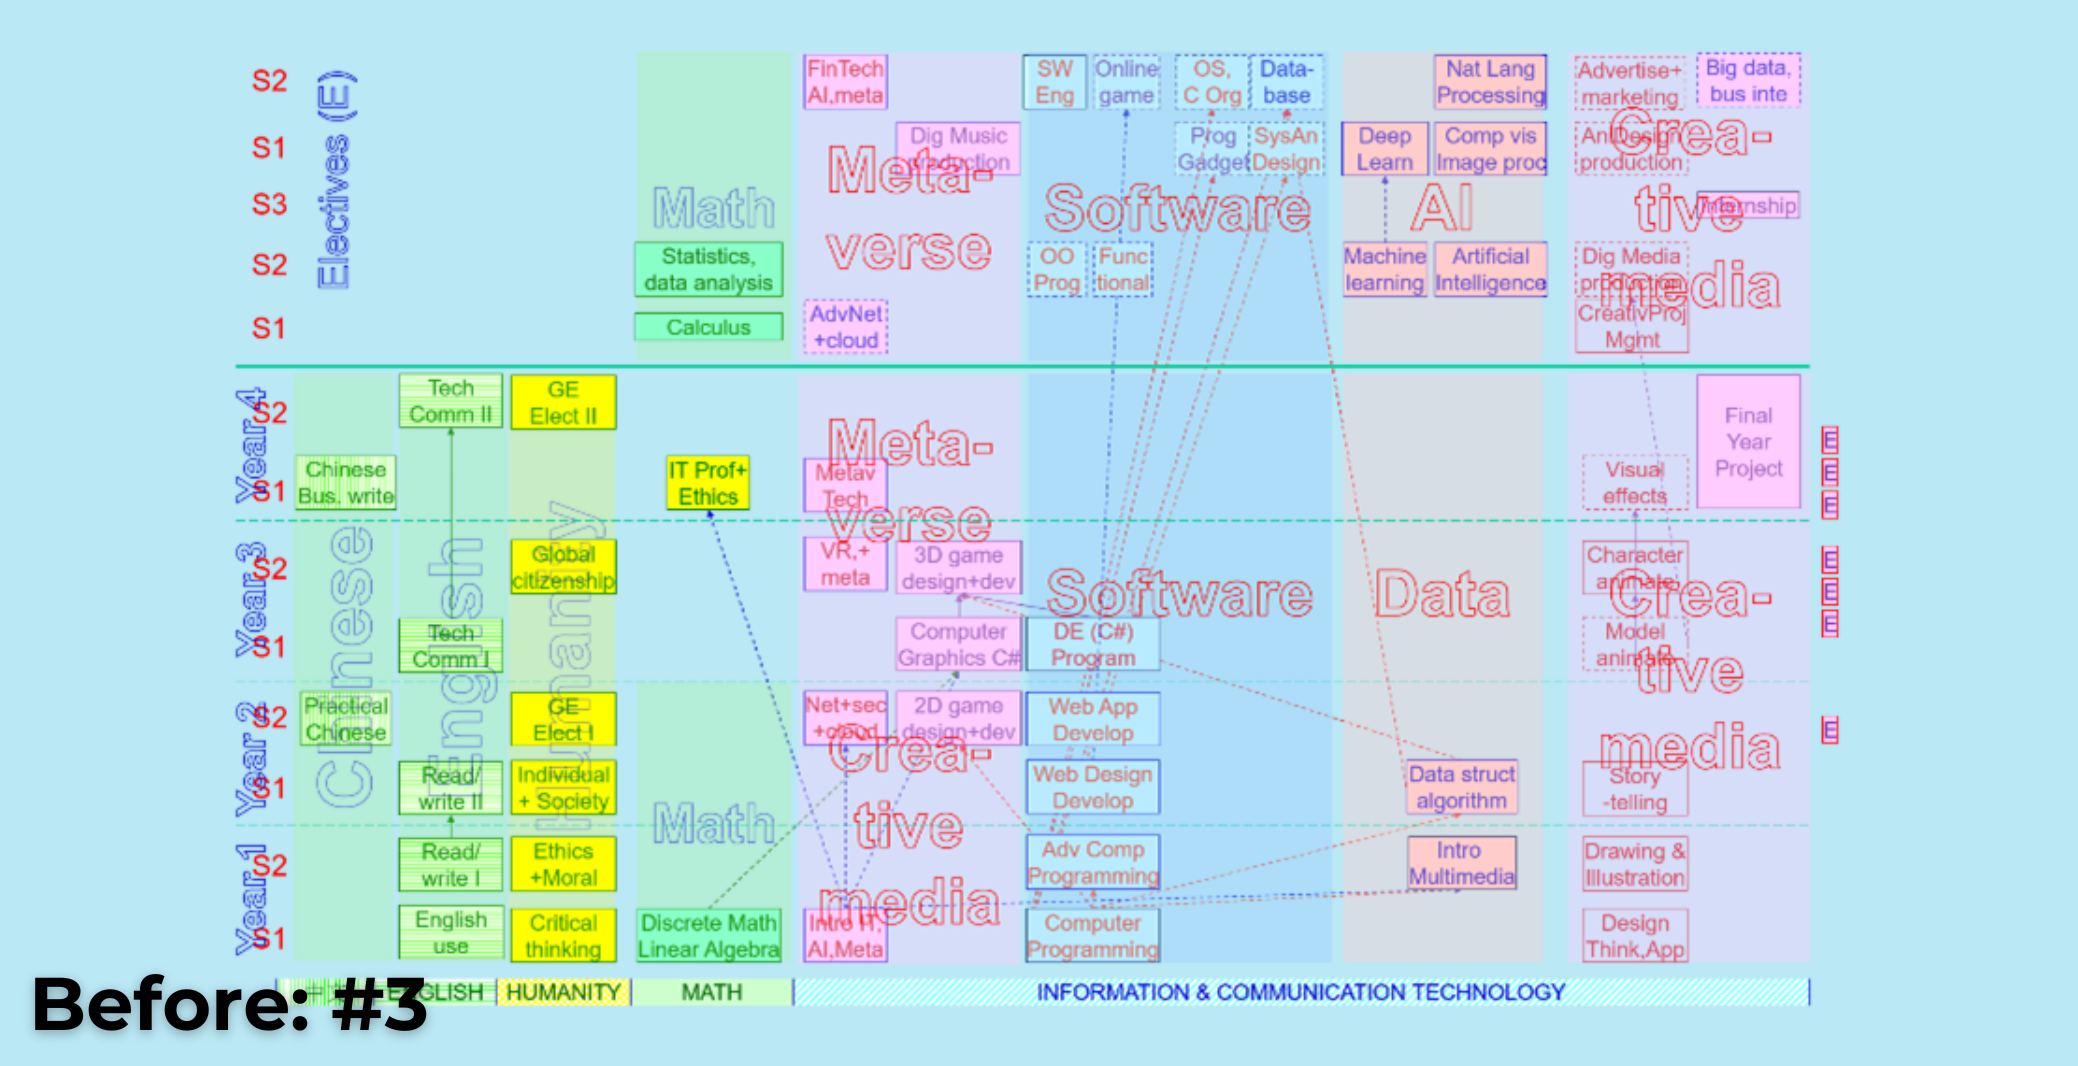 Electives (E)
S2
FinTech
AI,meta
SW
Eng
Online
game
OS,
C Org
Data-
base
Nat Lang
Processing
Advertise+
marketing
Big data,
bus inte
S1
Dig Music
production
Prog
Gadget
SysAn
Design
Deep
Learn
Comp vis
Image proc
AniDesign
production
S3
Internship
Math
Meta-
verse
Software
AI
Crea-
tive
media
S2
Statistics,
data analysis
OO
Prog
Func
tional
Machine
learning
Artificial
Intelligence
Dig Media
production
S1
Calculus
AdvNet
+cloud
CreativProj
Mgmt
Year 4
S2
Tech
Comm II
GE
Elect II
Final
Year
Project
E
E
E
S1
Chinese
Bus. write
IT Prof+
Ethics
Metav
Tech
Visual
effects
Meta-
verse
Year 3
S2
Global
citizenship
VR,+
meta
3D game
design+dev
Character
animate
E
E
E
S1
Tech
Comm I
Computer
Graphics C#
DE (C#)
Program
Model
animate
Chinese
English
Humanity
Software
Data
Crea-
tive
media
Year 2
S2
Practical
Chinese
GE
Elect I
Net+sec
+cloud
2D game
design+dev
Web App
Develop
E
S1
Read/
write II
Individual
+ Society
Web Design
Develop
Data struct
algorithm
Story
-telling
Math
Crea-
tive
media
Year 1
S2
Read/
write I
Ethics
+Moral
Adv Comp
Programming
Intro
Multimedia
Drawing &
Illustration
S1
English
use
Critical
thinking
Discrete Math
Linear Algebra
Intro IT,
AI,Meta
Computer
Programming
Design
Think,App
HUMANITY
MATH
INFORMATION & COMMUNICATION TECHNOLOGY
Before: #3